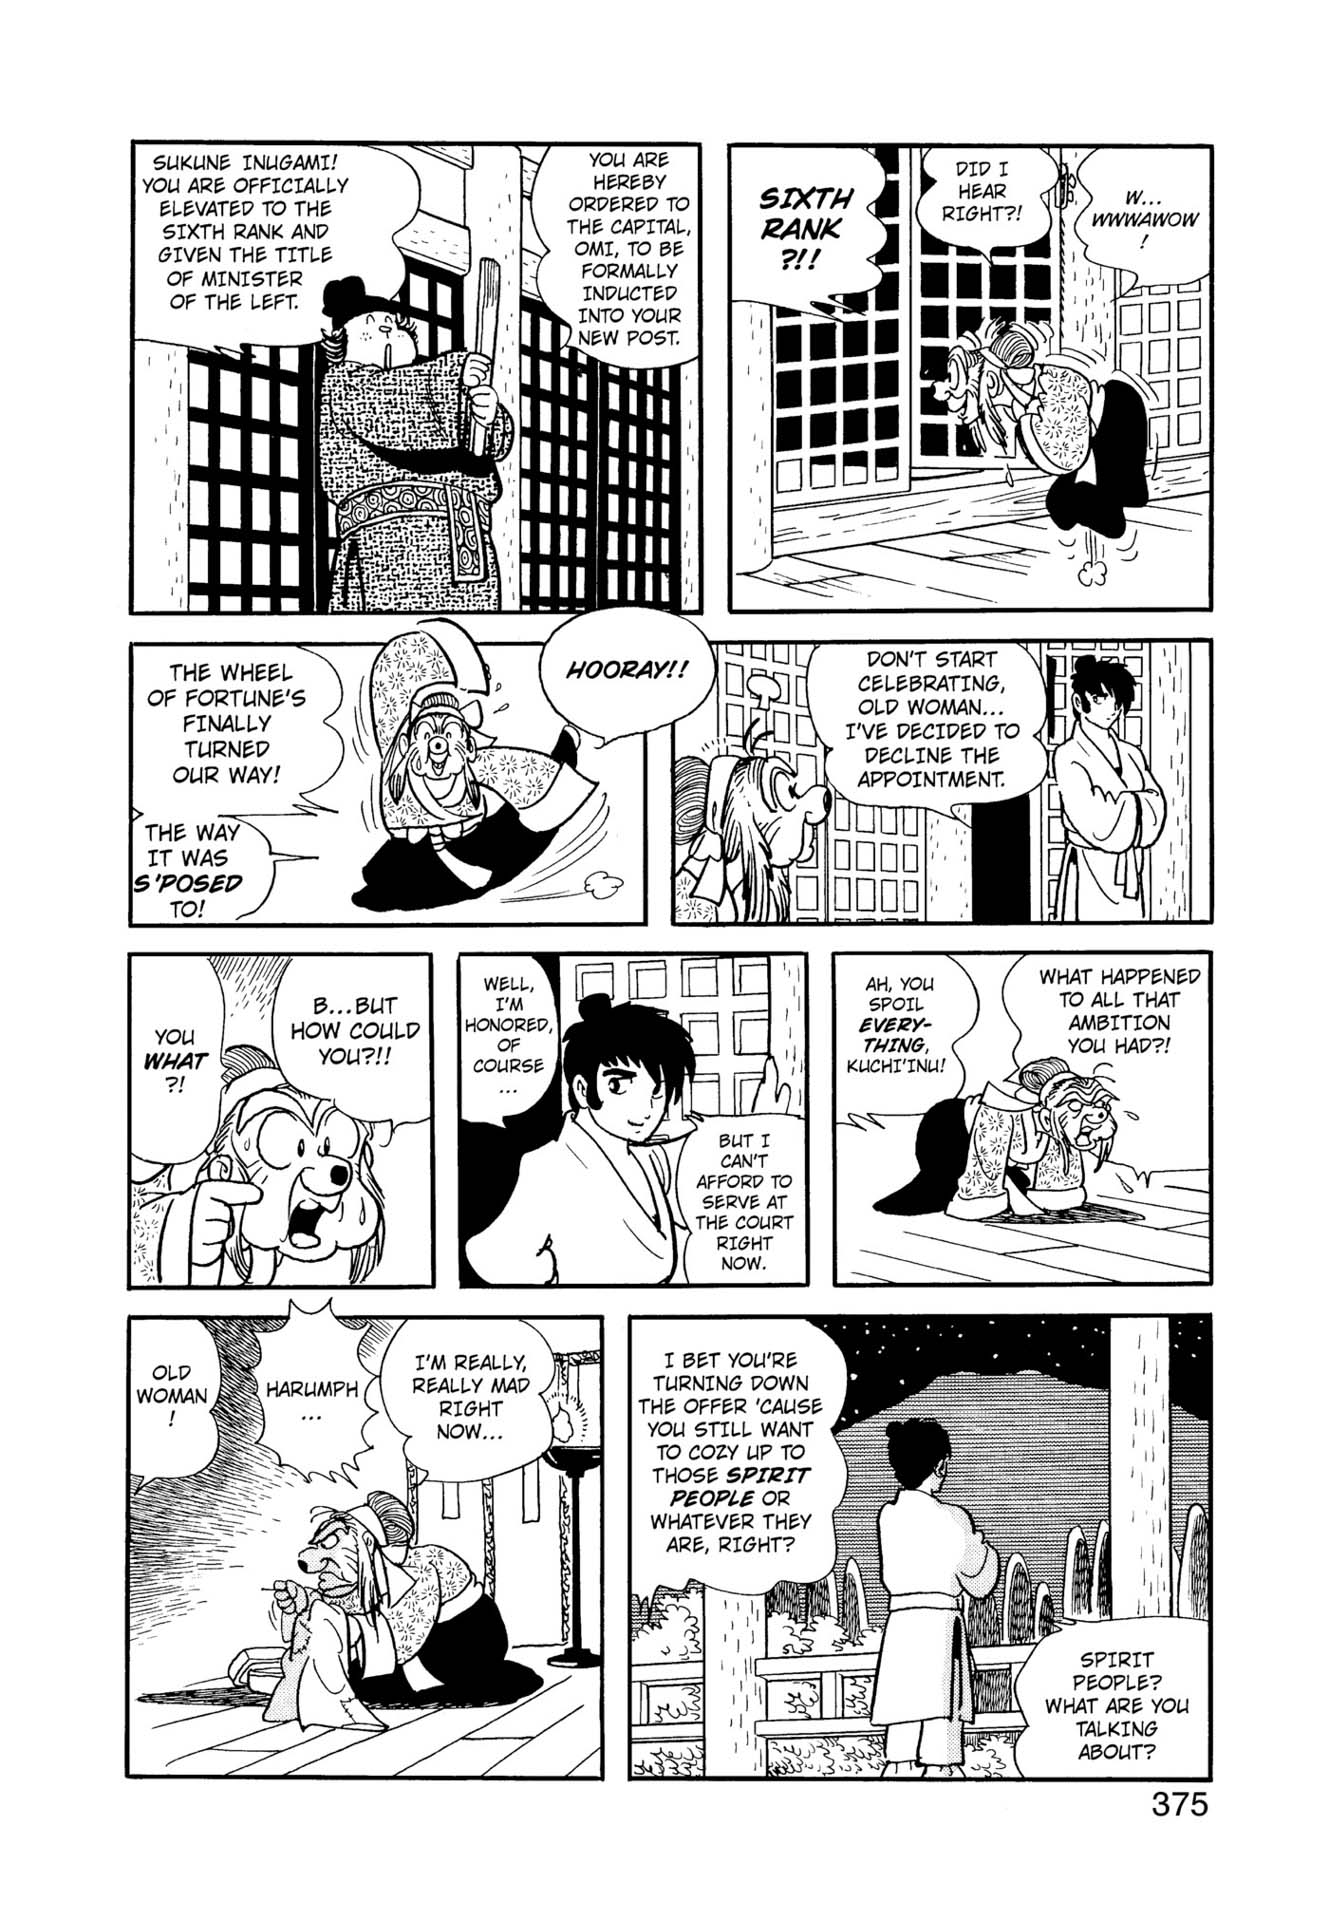 SUKUNE INUGAMI!
YOU ARE OFFICIALLY
ELEVATED TO THE
SIXTH RANK AND
GIVEN THE TITLE
OF MINISTER
OF THE LEFT.
YOU ARE
HEREBY
ORDERED TO
THE CAPITAL,
OMI, TO BE
FORMALLY
INDUCTED
INTO YOUR
NEW POST.
SIXTH
RANK
?!!
DID I
HEAR
RIGHT?!
W...
WWWAWOW
!
THE WHEEL
OF FORTUNE'S
FINALLY
TURNED
OUR WAY!
THE WAY
IT WAS
S'POSED
TO!
HOORAY!!
DON'T START
CELEBRATING,
OLD WOMAN...
I'VE DECIDED TO
DECLINE THE
APPOINTMENT.
YOU
WHAT
?!
B...BUT
HOW COULD
YOU?!!
WELL,
I'M
HONORED,
OF
COURSE
...
BUT I
CAN'T
AFFORD TO
SERVE AT
THE COURT
RIGHT
NOW.
AH, YOU
SPOIL
EVERY-
THING,
KUCHI'INU!
WHAT HAPPENED
TO ALL THAT
AMBITION
YOU HAD?!
OLD
WOMAN
!
HARUMPH
...
I'M REALLY,
REALLY MAD
RIGHT
NOW...
I BET YOU'RE
TURNING DOWN
THE OFFER 'CAUSE
YOU STILL WANT
TO COZY UP TO
THOSE SPIRIT
PEOPLE OR
WHATEVER THEY
ARE, RIGHT?
SPIRIT
PEOPLE?
WHAT ARE YOU
TALKING
ABOUT?
375